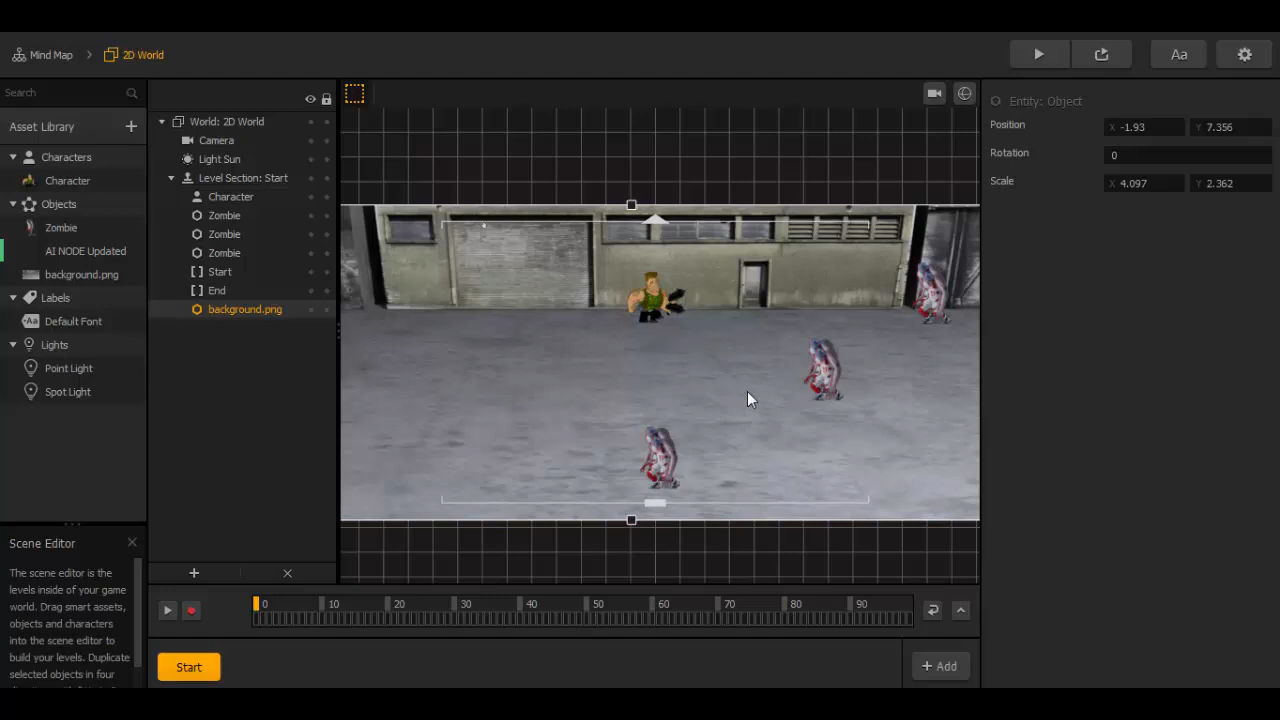 Mind Map > 2D World
Aa
Search
Asset Library +
Characters
Character
Objects
Zombie
AI NODE Updated
background.png
Labels
Aa Default Font
Lights
Point Light
Spot Light
World: 2D World
Camera
Light Sun
Level Section: Start
Character
Zombie
Zombie
Zombie
Start
End
background.png
Entity: Object
Position X -1.93 Y 7.356
Rotation 0
Scale X 4.097 Y 2.362
Scene Editor
The scene editor is the
levels inside of your game
world. Drag smart assets,
objects and characters
into the scene editor to
build your levels. Duplicate
selected objects in four
0 10 20 30 40 50 60 70 80 90
Start
+ Add